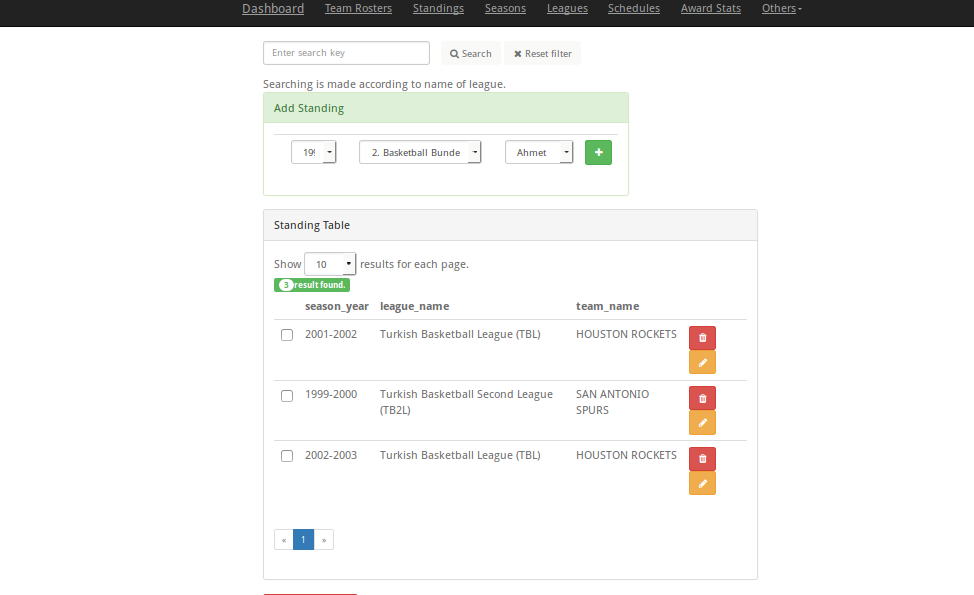 Dashboard Team Rosters Standings Seasons Leagues Schedules Award Stats Others
Enter search key Search Reset filter
Searching is made according to name of league.
Add Standing
2. Basketball Bunde Ahmet
Standing Table
Show 10 results for each page.
3 result found.
season_year league_name team_name
2001-2002 Turkish Basketball League (TBL) HOUSTON ROCKETS
1999-2000 Turkish Basketball Second League (TB2L) SAN ANTONIO SPURS
2002-2003 Turkish Basketball League (TBL) HOUSTON ROCKETS
« 1 »